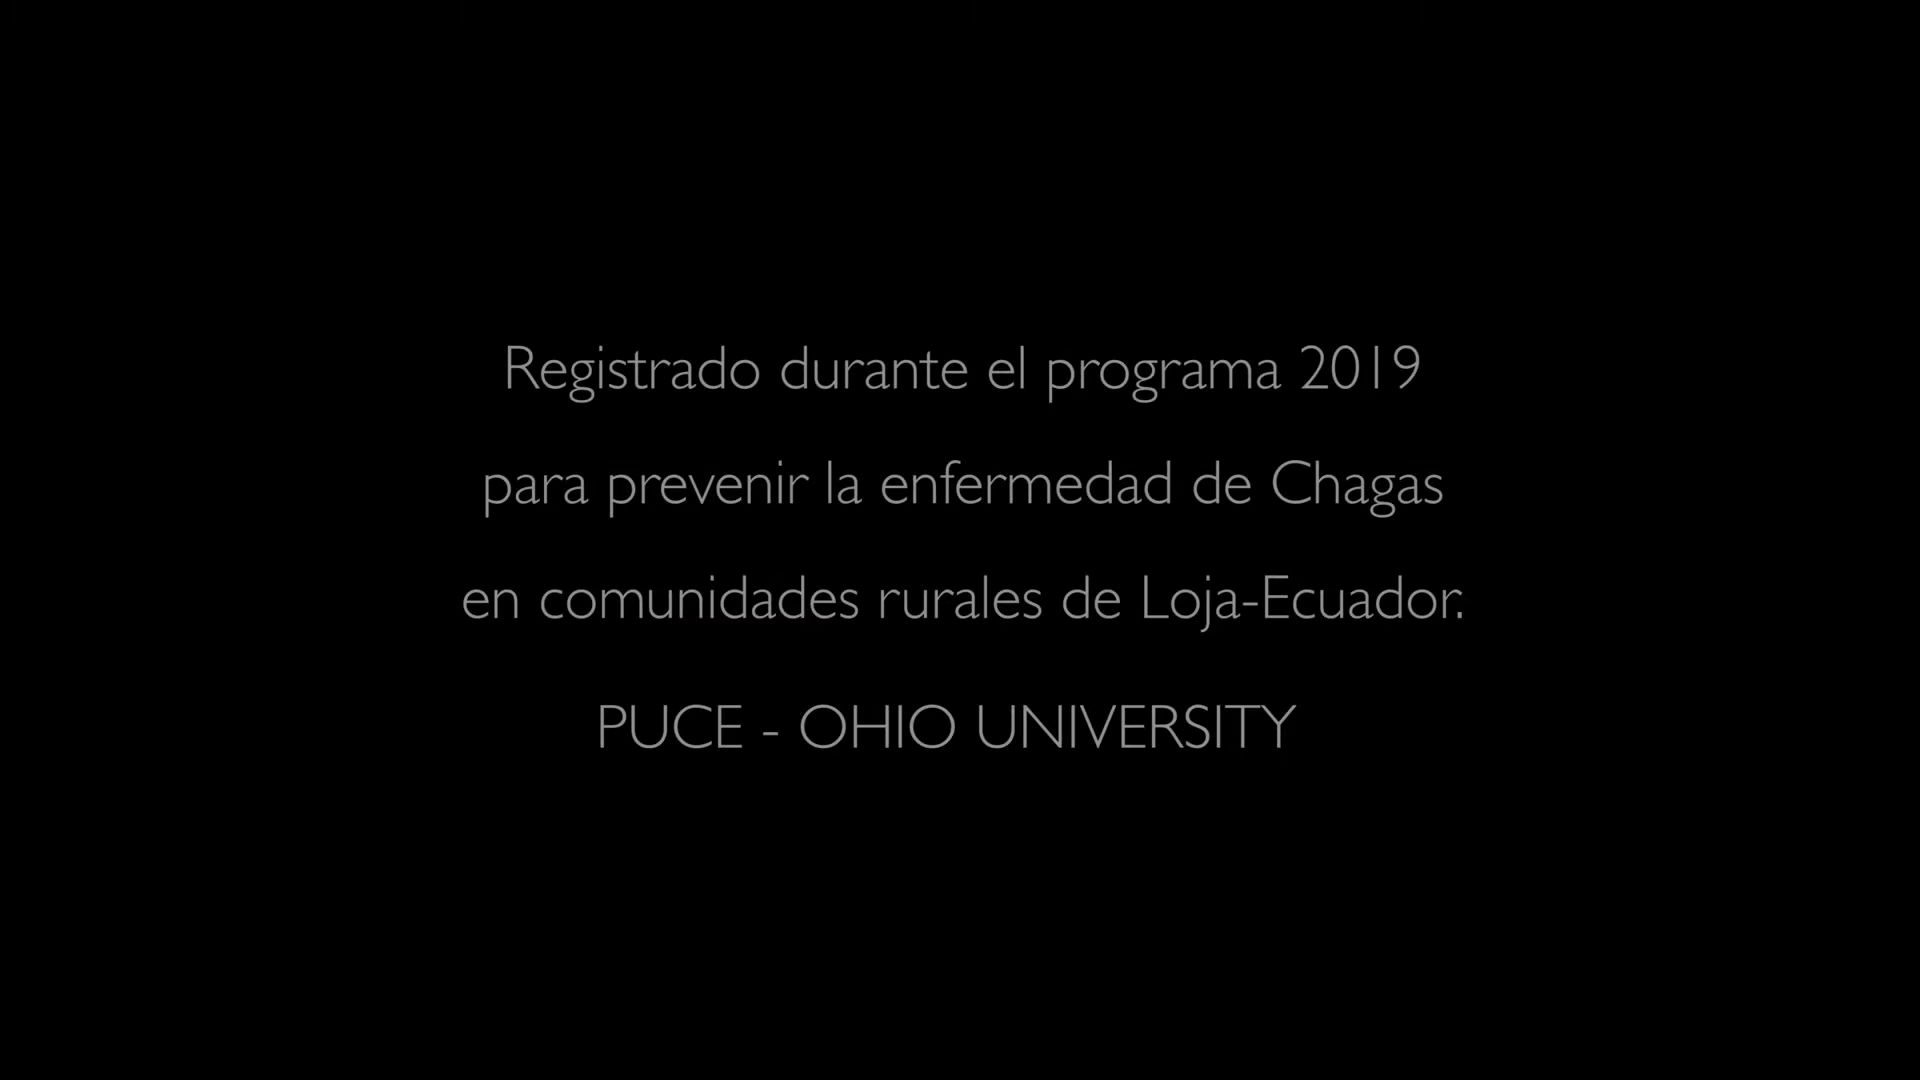 Registrado durante el programa 2019
para prevenir la enfermedad de Chagas
en comunidades rurales de Loja-Ecuador.
PUCE - OHIO UNIVERSITY